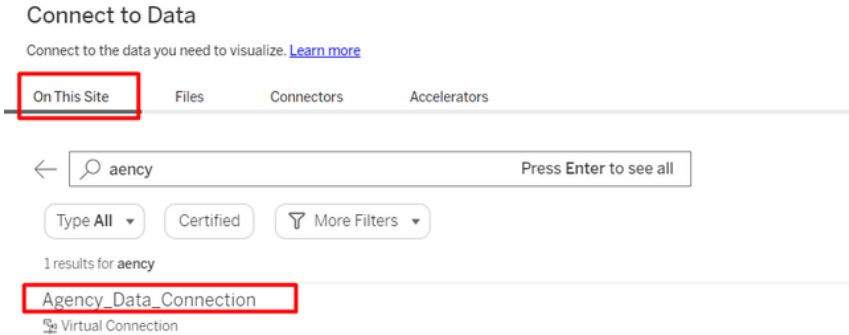 Connect to Data
Connect to the data you need to visualize. Learn more
On This Site Files Connectors Accelerators
aency Press Enter to see all
Type All Certified More Filters
1 results for aency
Agency_Data_Connection
Virtual Connection